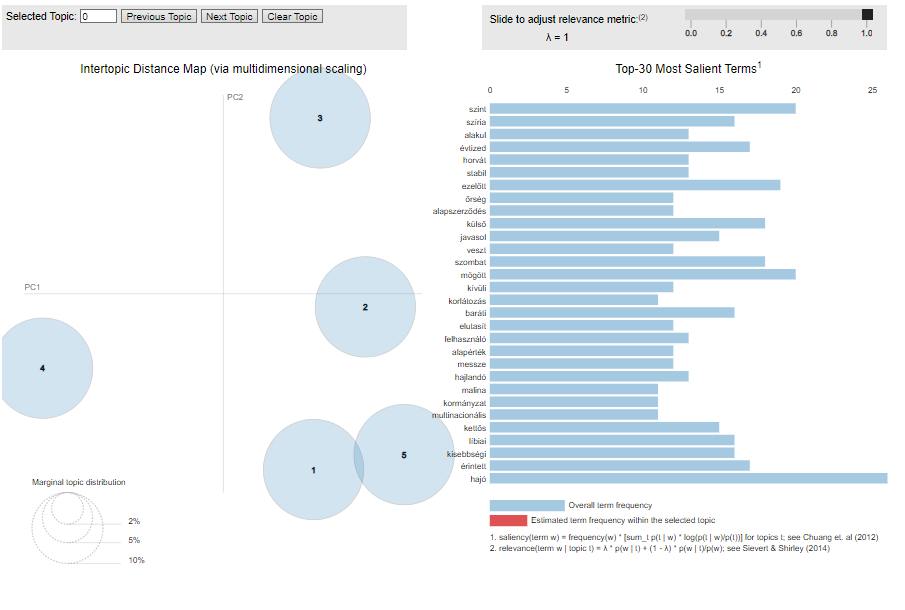 Selected Topic: 0 Previous Topic Next Topic Clear Topic
Slide to adjust relevance metric:(2)
λ = 1
0.0 0.2 0.4 0.6 0.8 1.0
Intertopic Distance Map (via multidimensional scaling)
PC2
PC1
3
2
4
1
5
Marginal topic distribution
2%
5%
10%
Top-30 Most Salient Terms1
0 5 10 15 20 25
szint
szíria
alakul
évtized
horvát
stabil
ezelőtt
őrség
alapszerződés
külső
javasol
veszt
szombat
mögött
kívüli
korlátozás
baráti
elutasít
felhasználó
alapérték
messze
hajlandó
malina
kormányzat
multinacionális
kettős
líbiai
kisebbségi
érintett
hajó
Overall term frequency
Estimated term frequency within the selected topic
1. saliency(term w) = frequency(w) * [sum_t p(t | w) * log(p(t | w)/p(t))] for topics t; see Chuang et. al (2012)
2. relevance(term w | topic t) = λ * p(w | t) + (1 - λ) * p(w | t)/p(w); see Sievert & Shirley (2014)